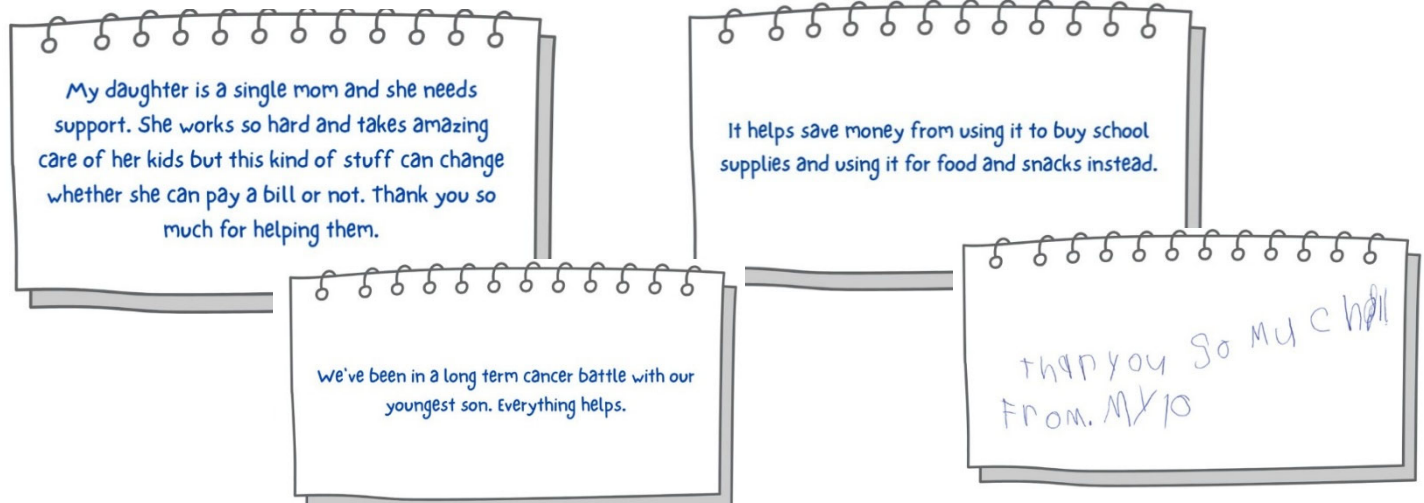 My daughter is a single mom and she needs
support. She works so hard and takes amazing
care of her kids but this kind of stuff can change
whether she can pay a bill or not. Thank you so
much for helping them.
It helps save money from using it to buy school
supplies and using it for food and snacks instead.
We've been in a long term cancer battle with our
youngest son. Everything helps.
thanyou so Much
From. MY10